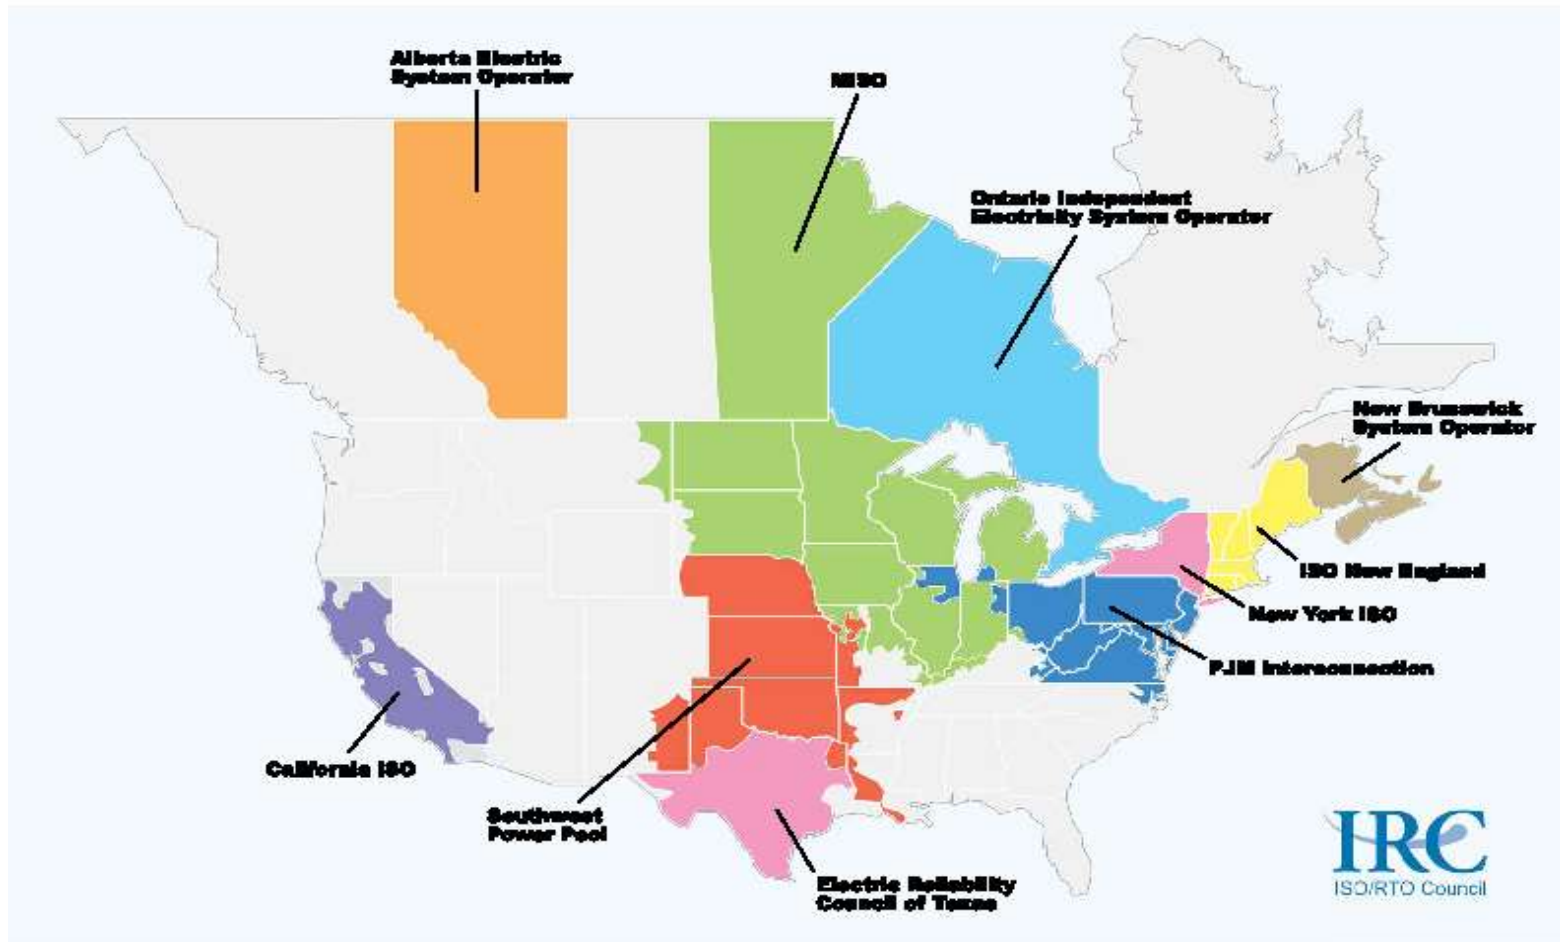 Alberta Electric
System Operator
MISO
Ontario Independent
Electricity System Operator
New Brunswick
System Operator
ISO New England
New York ISO
PJM Interconnection
California ISO
Southwest
Power Pool
Electric Reliability
Council of Texas
IRC
ISO/RTO Council